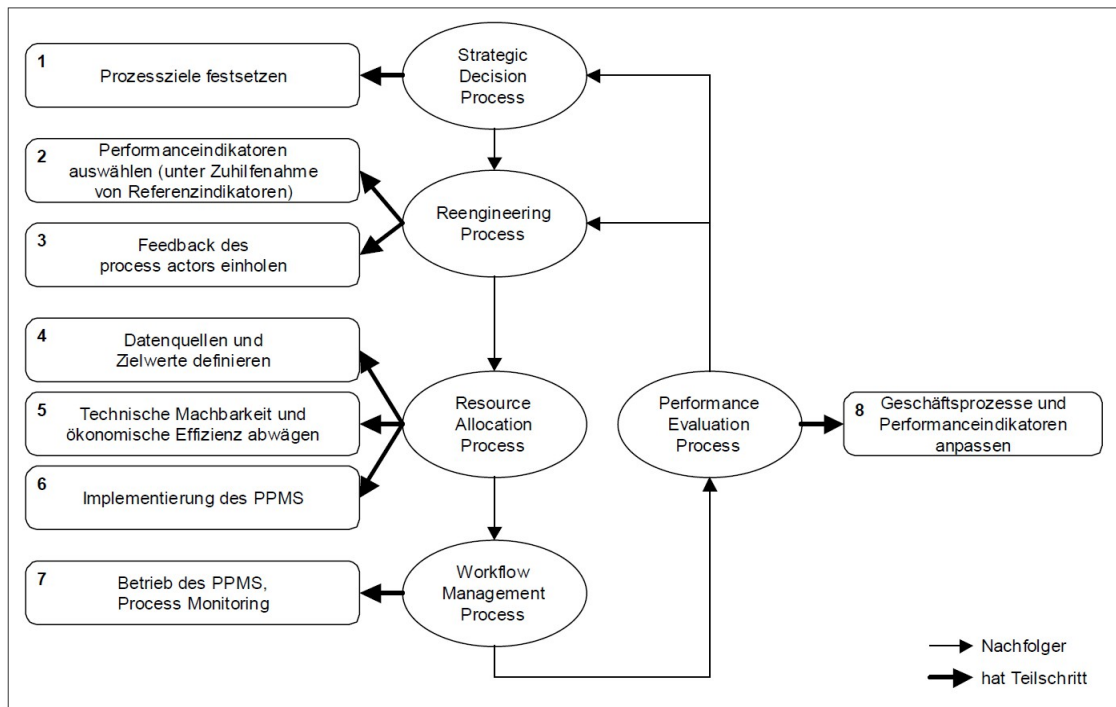 Strategic
Decision
Process
1
Prozessziele festsetzen
2
Performanceindikatoren
auswählen (unter Zuhilfenahme
von Referenzindikatoren)
Reengineering
Process
3
Feedback des
process actors einholen
4
Datenquellen und
Zielwerte definieren
5
Technische Machbarkeit und
ökonomische Effizienz abwägen
Resource
Allocation
Process
Performance
Evaluation
Process
8
Geschäftsprozesse und
Performanceindikatoren
anpassen
6
Implementierung des PPMS
7
Betrieb des PPMS,
Process Monitoring
Workflow
Management
Process
Nachfolger
hat Teilschritt